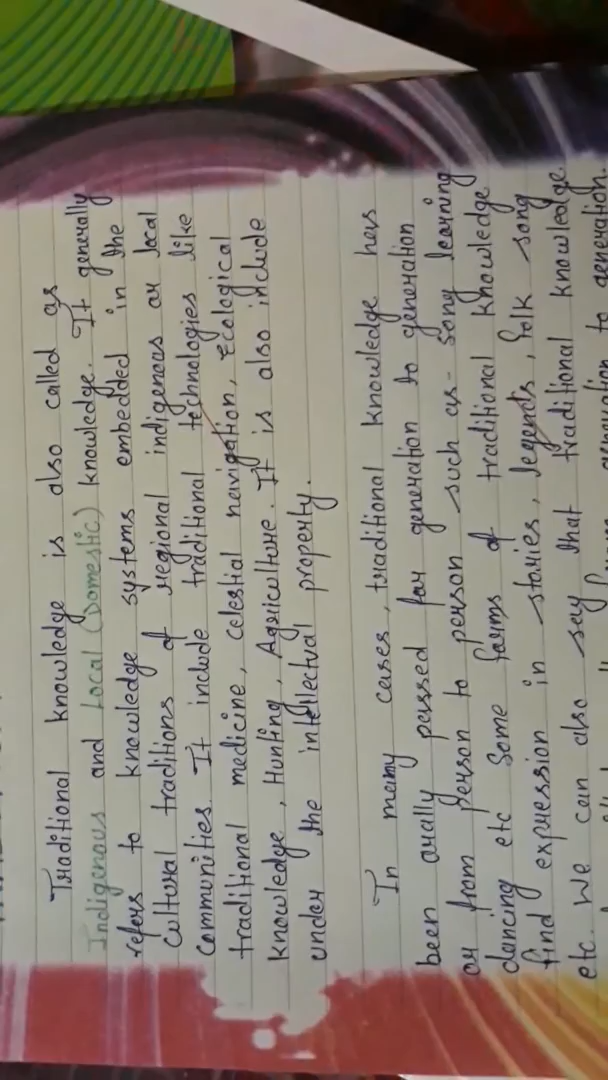 Traditional knowledge is also called as
Indigenous and Local (Domestic) knowledge. It generally
refers to knowledge systems embedded in the
cultural traditions of regional indigenous or local
communities. It include traditional technologies like
traditional medicine, celestial navigation, Ecological
knowledge, Hunting, Agriculture. It is also include
under the intellectual property.
In many cases, traditional knowledge has
been orally passed for generation to generation
or from person to person such as - song learning
dancing etc Some forms of traditional knowledge
find expression in stories, legends, folk song
etc. We can also say that traditional knowledge
generation to generation.